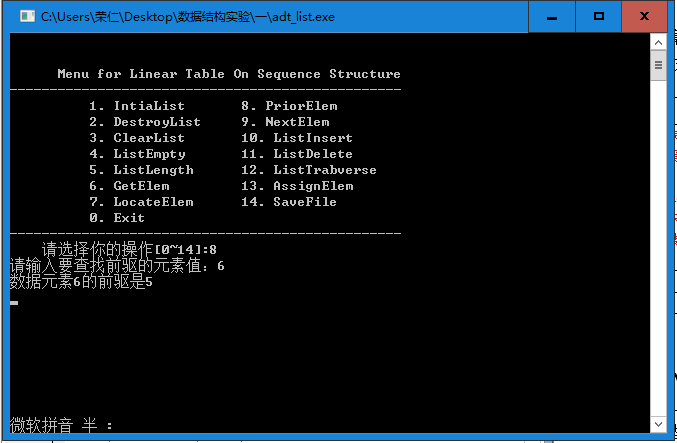 C:\Users\荣仁\Desktop\数据结构实验\一\adt_list.exe
Menu for Linear Table On Sequence Structure
-------------------------------------------------
1. IntiaList 8. PriorElem
2. DestroyList 9. NextElem
3. ClearList 10. ListInsert
4. ListEmpty 11. ListDelete
5. ListLength 12. ListTrabverse
6. GetElem 13. AssignElem
7. LocateElem 14. SaveFile
0. Exit
-------------------------------------------------
请选择你的操作[0~14]:8
请输入要查找前驱的元素值：6
数据元素6的前驱是5
微软拼音 半 :